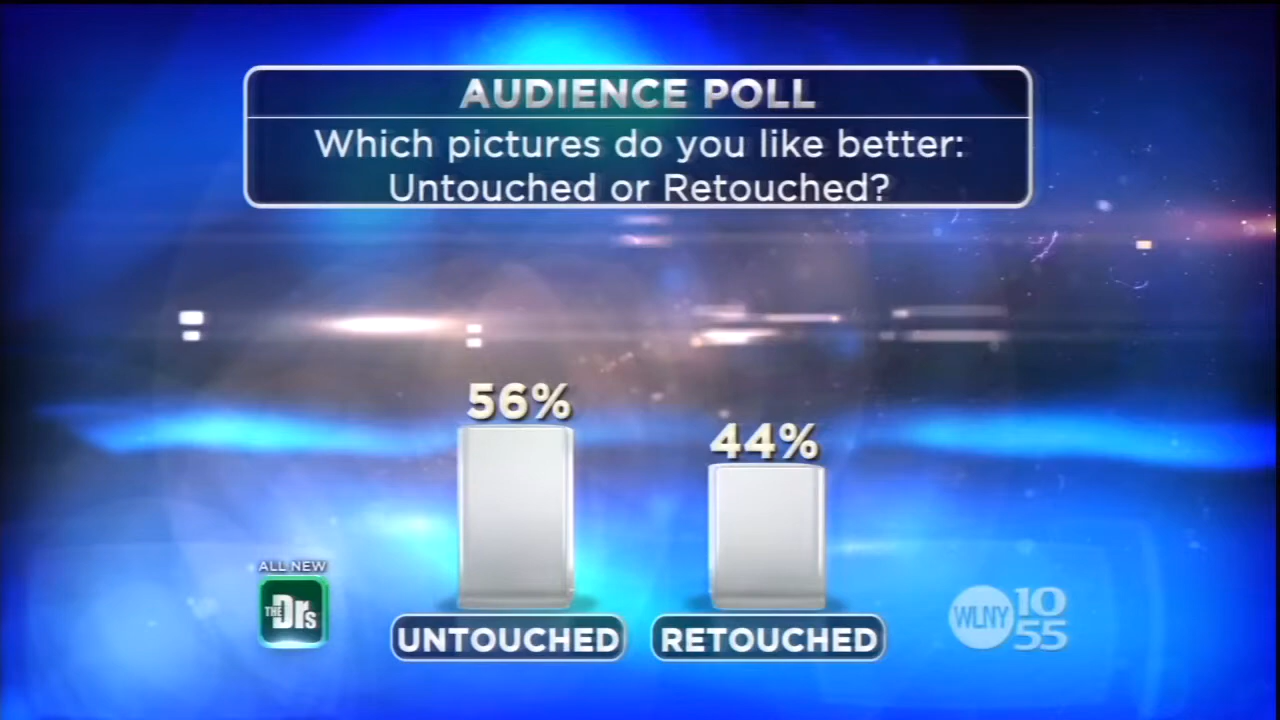 AUDIENCE POLL
Which pictures do you like better:
Untouched or Retouched?
56%
44%
ALL NEW
THE Drs
UNTOUCHED
RETOUCHED
WLNY 10
55